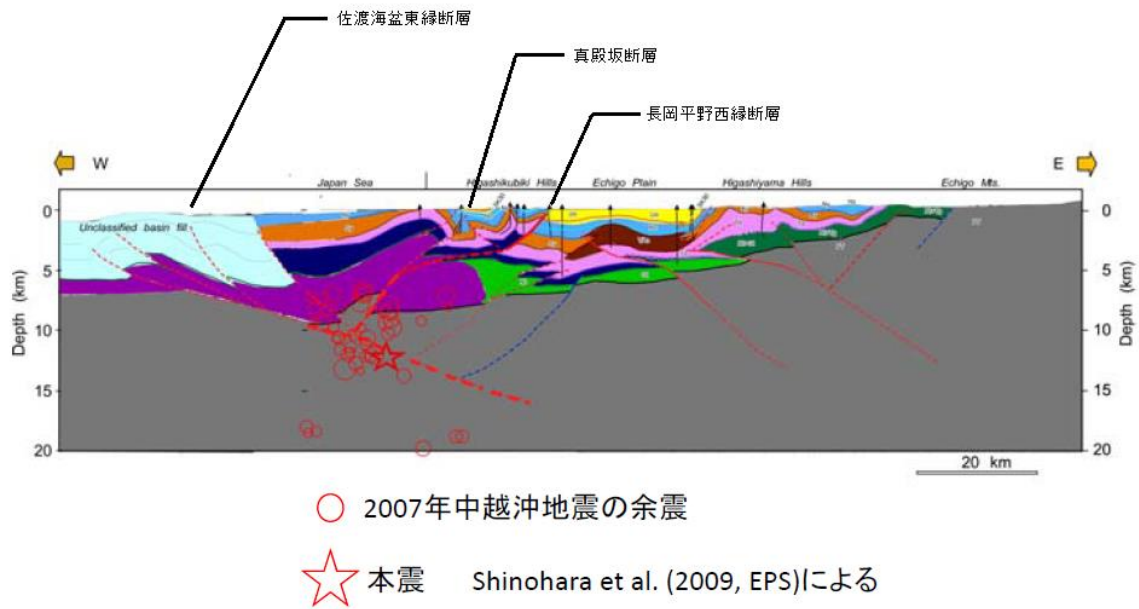 佐渡海盆東縁断層
真殿坂断層
長岡平野西縁断層
W
E
Japan Sea
Higashikubiki Hills
Echigo Plain
Higashiyama Hills
Echigo Mts.
Unclassified basin fill
0
5
10
15
20
Depth (km)
0
5
10
15
20
Depth (km)
20 km
2007年中越沖地震の余震
本震 Shinohara et al. (2009, EPS)による